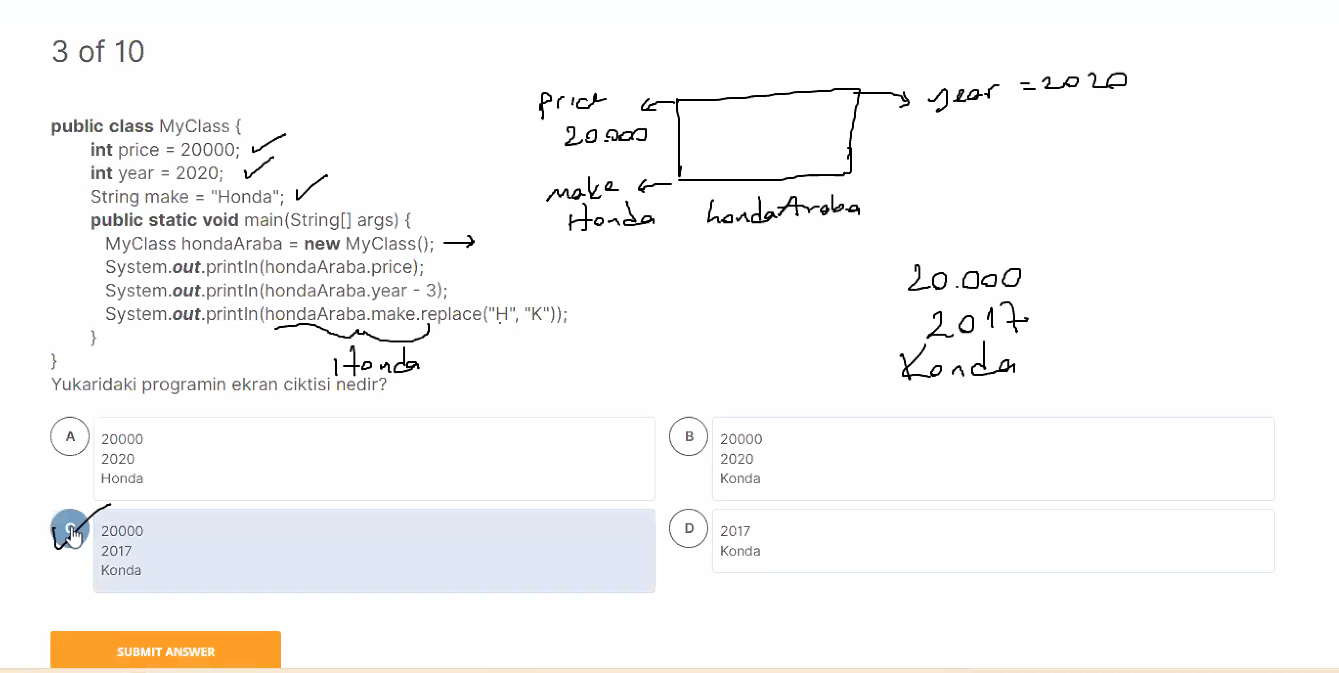 3 of 10
public class MyClass {
int price = 20000;
int year = 2020;
String make = "Honda";
public static void main(String[] args) {
MyClass hondaAraba = new MyClass();
System.out.println(hondaAraba.price);
System.out.println(hondaAraba.year - 3);
System.out.println(hondaAraba.make.replace("H", "K"));
}
}
Honda
Yukaridaki programin ekran ciktisi nedir?
price
20.000
make
Honda
hondaAraba
year = 2020
20.000
2017
Konda
A
20000
2020
Honda
B
20000
2020
Konda
C
20000
2017
Konda
D
2017
Konda
SUBMIT ANSWER